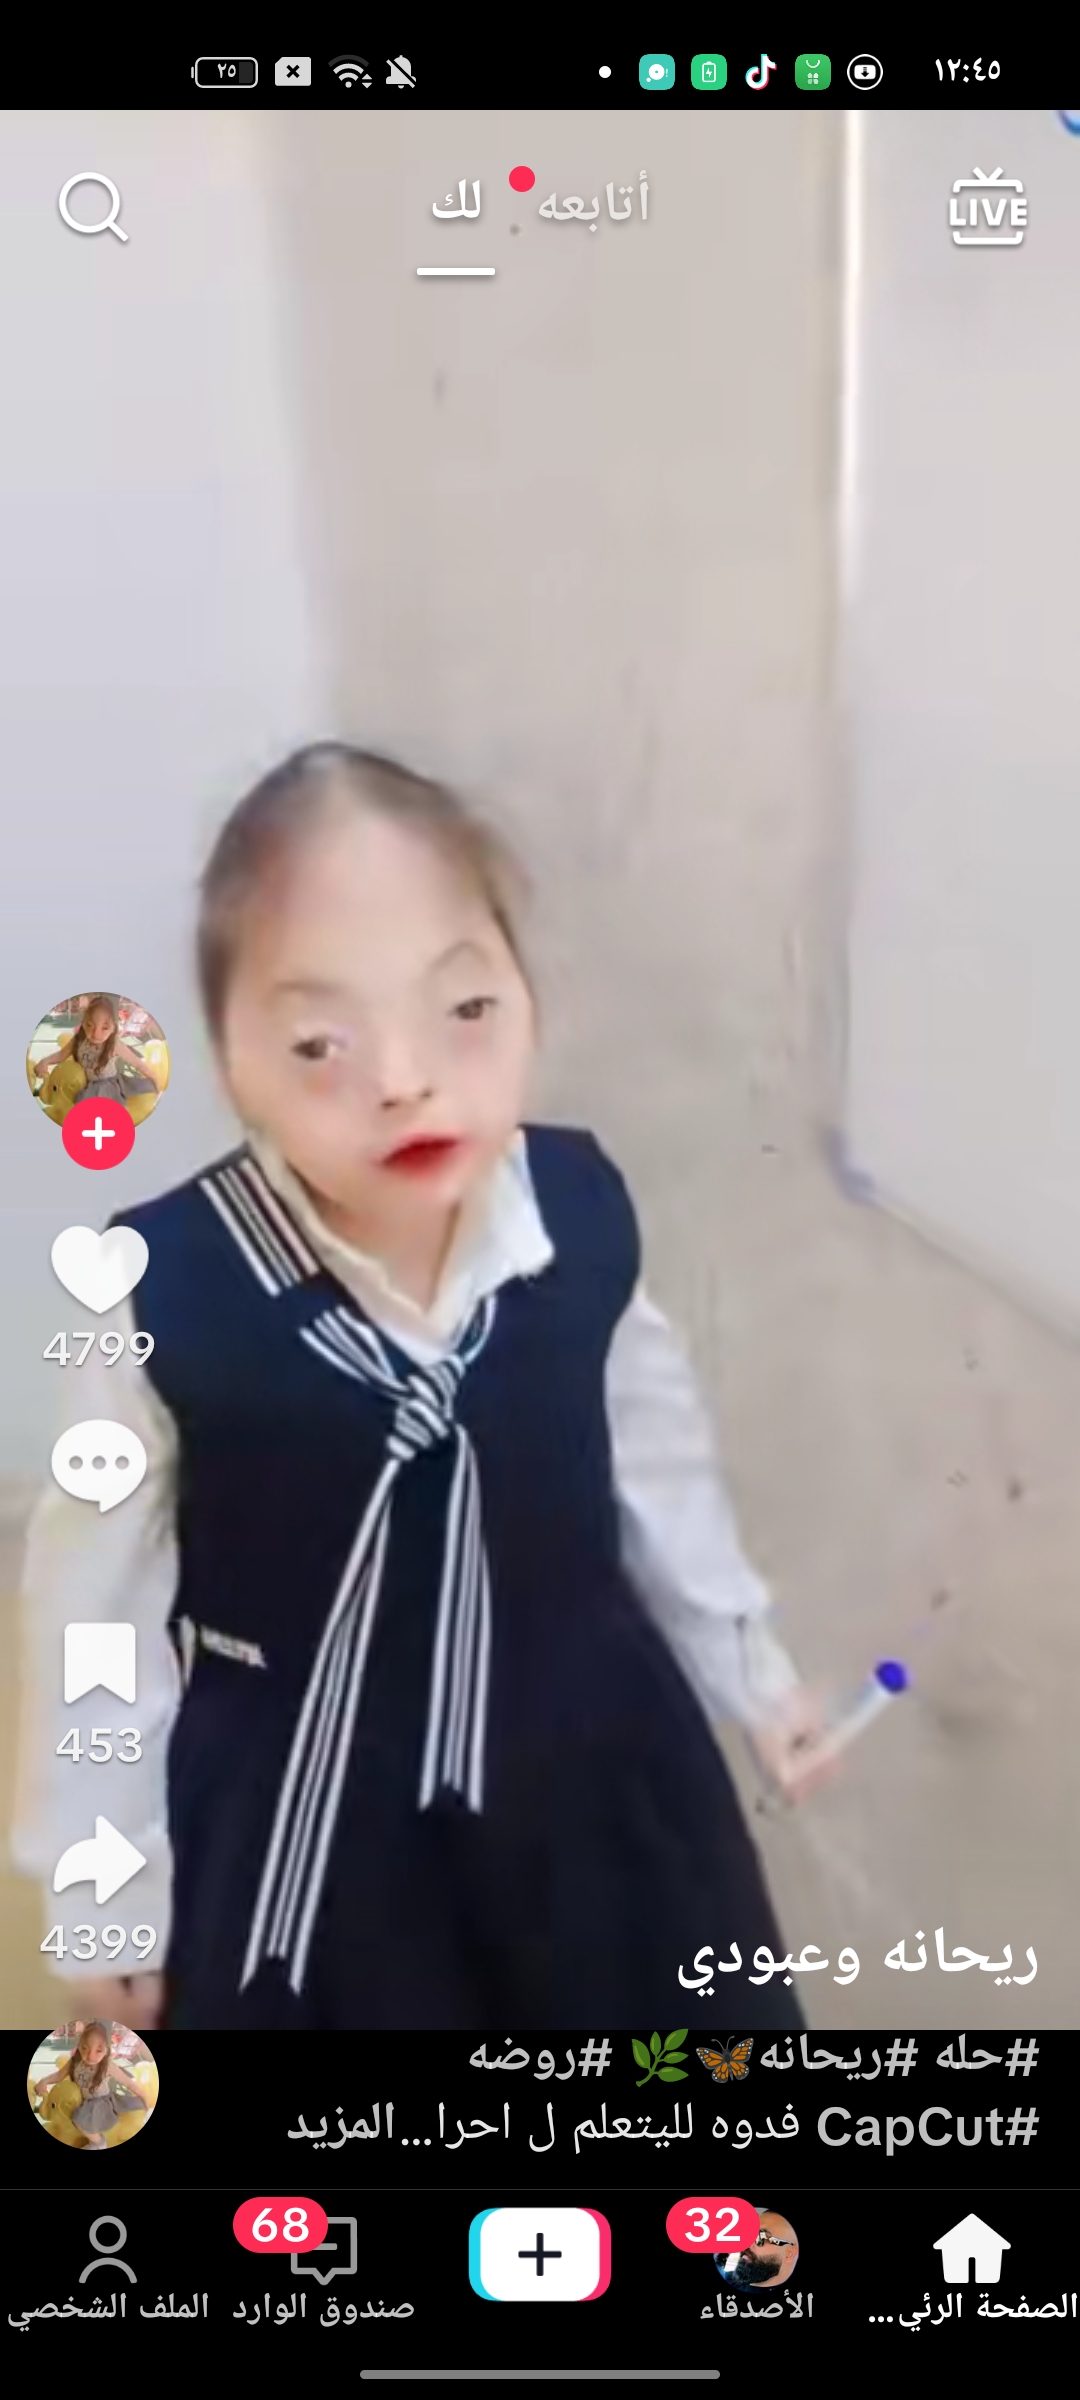 ١٢:٤٥
٢٥
LIVE
أتابعه
لك
4799
453
4399
ريحانه وعبودي
#حله #ريحانه🦋🌿 #روضه
#CapCut فدوه لليتعلم ل احرا...المزيد
32
68
الصفحة الرئي...
الأصدقاء
صندوق الوارد
الملف الشخصي